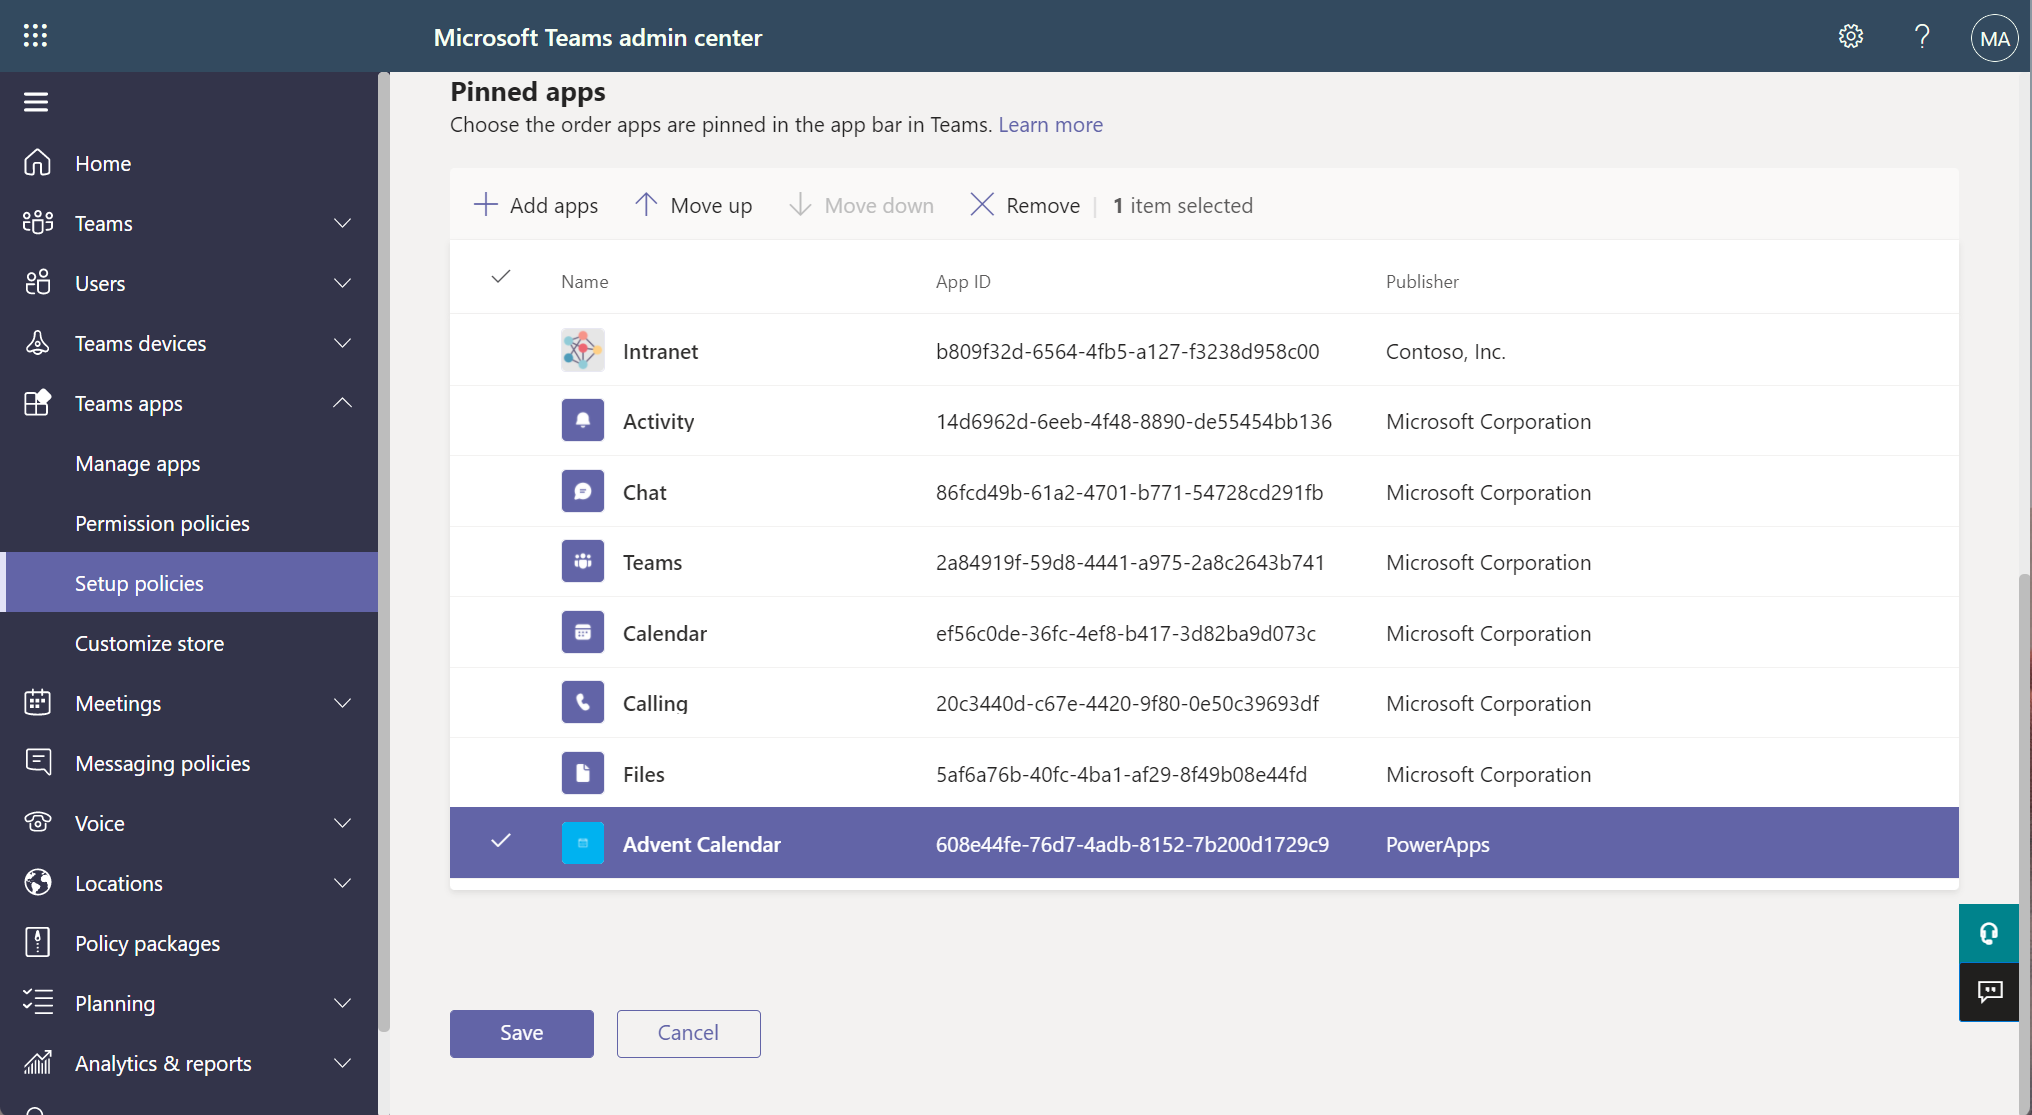 Microsoft Teams admin center
?
MA
Home
Teams
Users
Teams devices
Teams apps
Manage apps
Permission policies
Setup policies
Customize store
Meetings
Messaging policies
Voice
Locations
Policy packages
Planning
Analytics & reports
Pinned apps
Choose the order apps are pinned in the app bar in Teams. Learn more
Add apps Move up Move down Remove | 1 item selected
Name App ID Publisher
Intranet b809f32d-6564-4fb5-a127-f3238d958c00 Contoso, Inc.
Activity 14d6962d-6eeb-4f48-8890-de55454bb136 Microsoft Corporation
Chat 86fcd49b-61a2-4701-b771-54728cd291fb Microsoft Corporation
Teams 2a84919f-59d8-4441-a975-2a8c2643b741 Microsoft Corporation
Calendar ef56c0de-36fc-4ef8-b417-3d82ba9d073c Microsoft Corporation
Calling 20c3440d-c67e-4420-9f80-0e50c39693df Microsoft Corporation
Files 5af6a76b-40fc-4ba1-af29-8f49b08e44fd Microsoft Corporation
Advent Calendar 608e44fe-76d7-4adb-8152-7b200d1729c9 PowerApps
Save Cancel